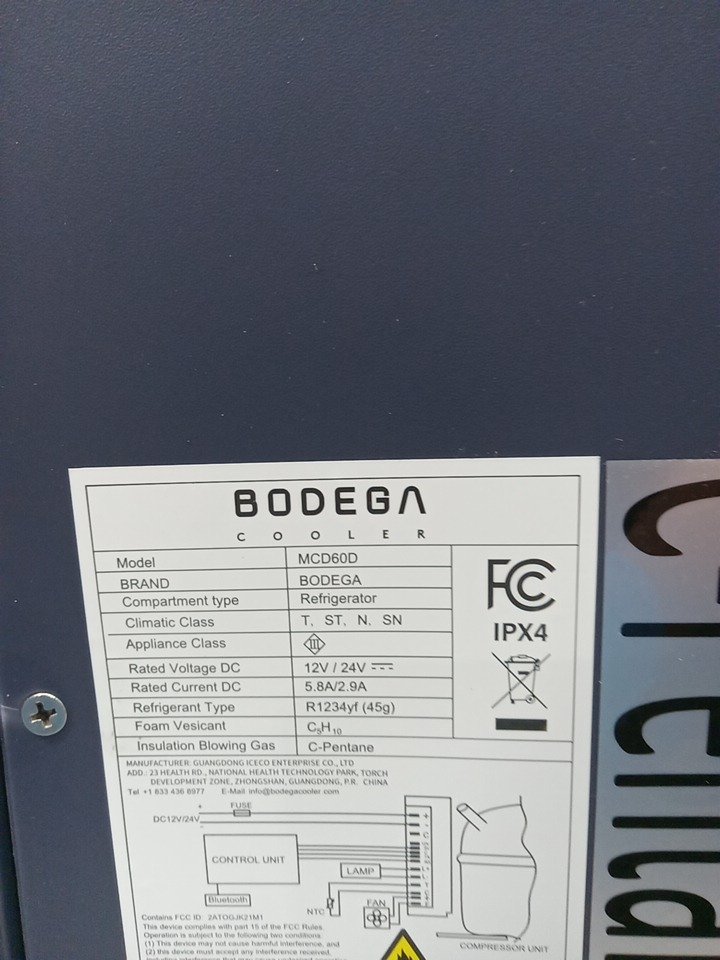 BODEGA
COOLER
Model MCD60D
BRAND BODEGA
Compartment type Refrigerator
Climatic Class T、ST、N、SN
Appliance Class III
Rated Voltage DC 12V / 24V
Rated Current DC 5.8A/2.9A
Refrigerant Type R1234yf (45g)
Foam Vesicant C₅H₁₀
Insulation Blowing Gas C-Pentane
FC
IPX4
MANUFACTURER: GUANGDONG ICECO ENTERPRISE CO., LTD
ADD.: 23 HEALTH RD., NATIONAL HEALTH TECHNOLOGY PARK, TORCH
DEVELOPMENT ZONE, ZHONGSHAN, GUANGDONG, P.R. CHINA
Tel +1 833 436 6977 E-Mail: info@bodegacooler.com
FUSE
DC12V/24V
CONTROL UNIT
LAMP
Bluetooth
NTC
FAN
COMPRESSOR UNIT
Contains FCC ID: 2ATOGJK21M1
This device complies with part 15 of the FCC Rules.
Operation is subject to the following two conditions:
(1) This device may not cause harmful interference, and
(2) this device must accept any interference received,